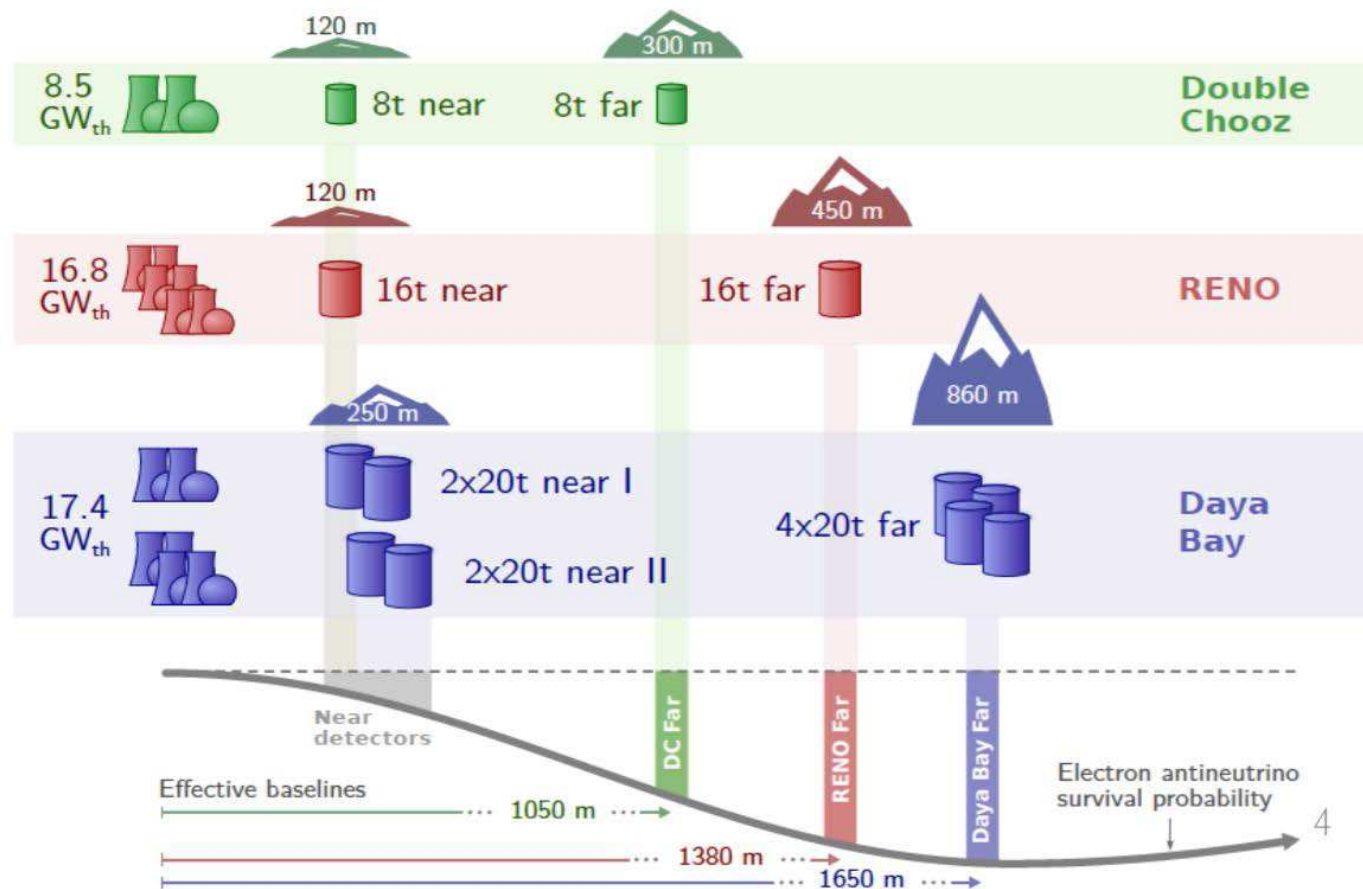 120 m
300 m
8.5
GWth
8t near
8t far
Double
Chooz
120 m
450 m
16.8
GWth
16t near
16t far
RENO
250 m
860 m
17.4
GWth
2x20t near I
2x20t near II
4x20t far
Daya
Bay
Near
detectors
DC Far
RENO Far
Daya Bay Far
Effective baselines
Electron antineutrino
survival probability
4
1050 m
1380 m
1650 m